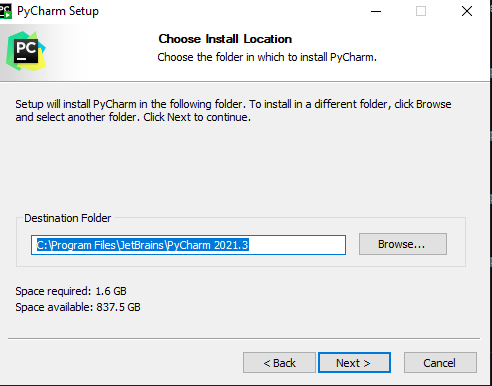 PyCharm Setup
PC
Choose Install Location
Choose the folder in which to install PyCharm.
Setup will install PyCharm in the following folder. To install in a different folder, click Browse
and select another folder. Click Next to continue.
Destination Folder
C:\Program Files\JetBrains\PyCharm 2021.3
Browse...
Space required: 1.6 GB
Space available: 837.5 GB
< Back
Next >
Cancel